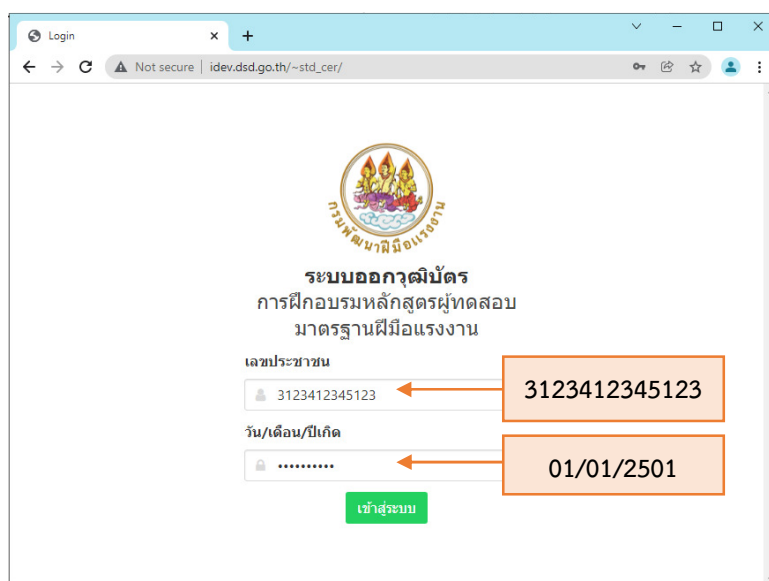 Login
Not secure | idev.dsd.go.th/~std_cer/
กรมพัฒนาฝีมือแรงงาน
ระบบออกวุฒิบัตร
การฝึกอบรมหลักสูตรผู้ทดสอบ
มาตรฐานฝีมือแรงงาน
เลขประชาชน
3123412345123
3123412345123
วัน/เดือน/ปีเกิด
••••••••••
01/01/2501
เข้าสู่ระบบ